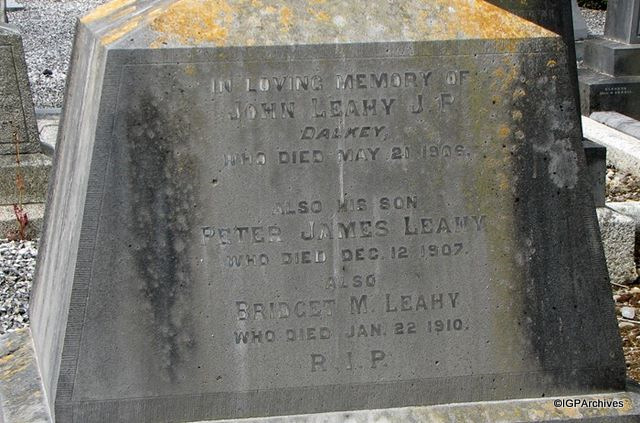 IN LOVING MEMORY OF
JOHN LEAHY J.P.
DALKEY,
WHO DIED MAY 21 1906.
ALSO HIS SON
PETER JAMES LEAHY
WHO DIED DEC. 12 1907.
ALSO
BRIDGET M. LEAHY
WHO DIED JAN. 22 1910.
R.I.P.
©IGPArchives